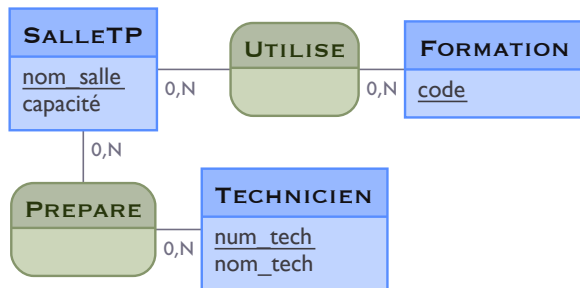 SALLETP
nom_salle
capacité
0,N
UTILISE
0,N
FORMATION
code
0,N
PREPARE
0,N
TECHNICIEN
num_tech
nom_tech